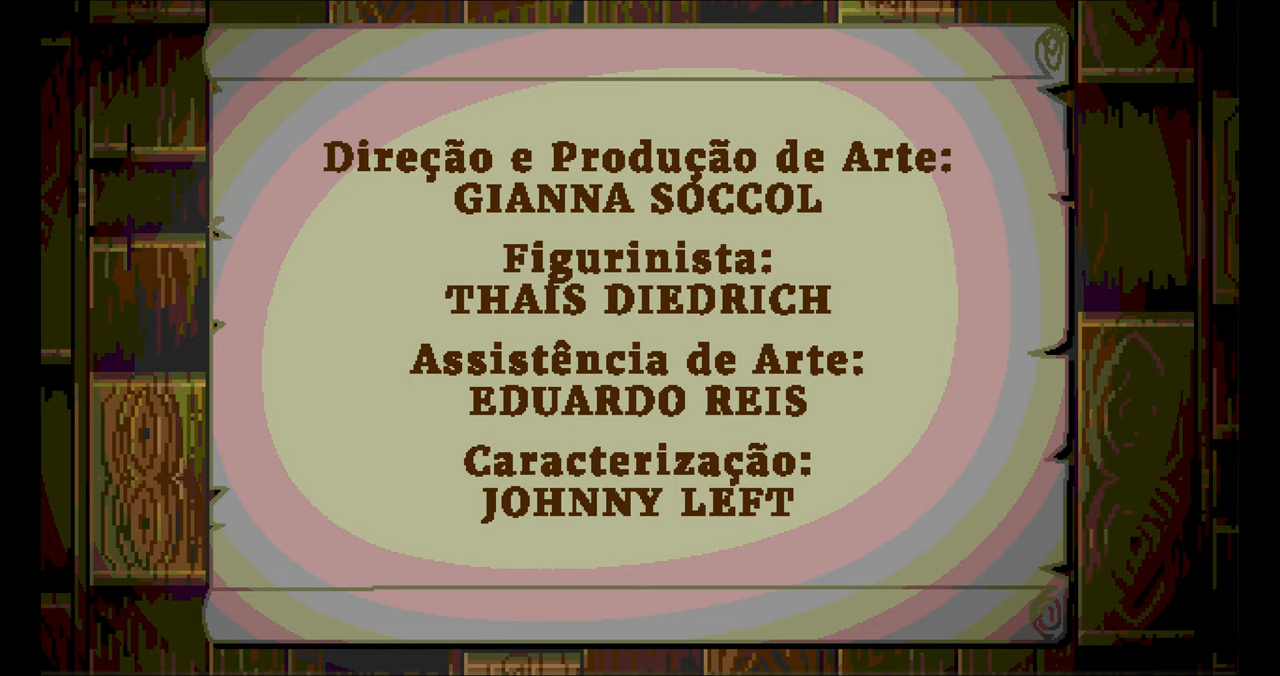 Direção e Produção de Arte:
GIANNA SOCCOL
Figurinista:
THAÍS DIEDRICH
Assistência de Arte:
EDUARDO REIS
Caracterização:
JOHNNY LEFT